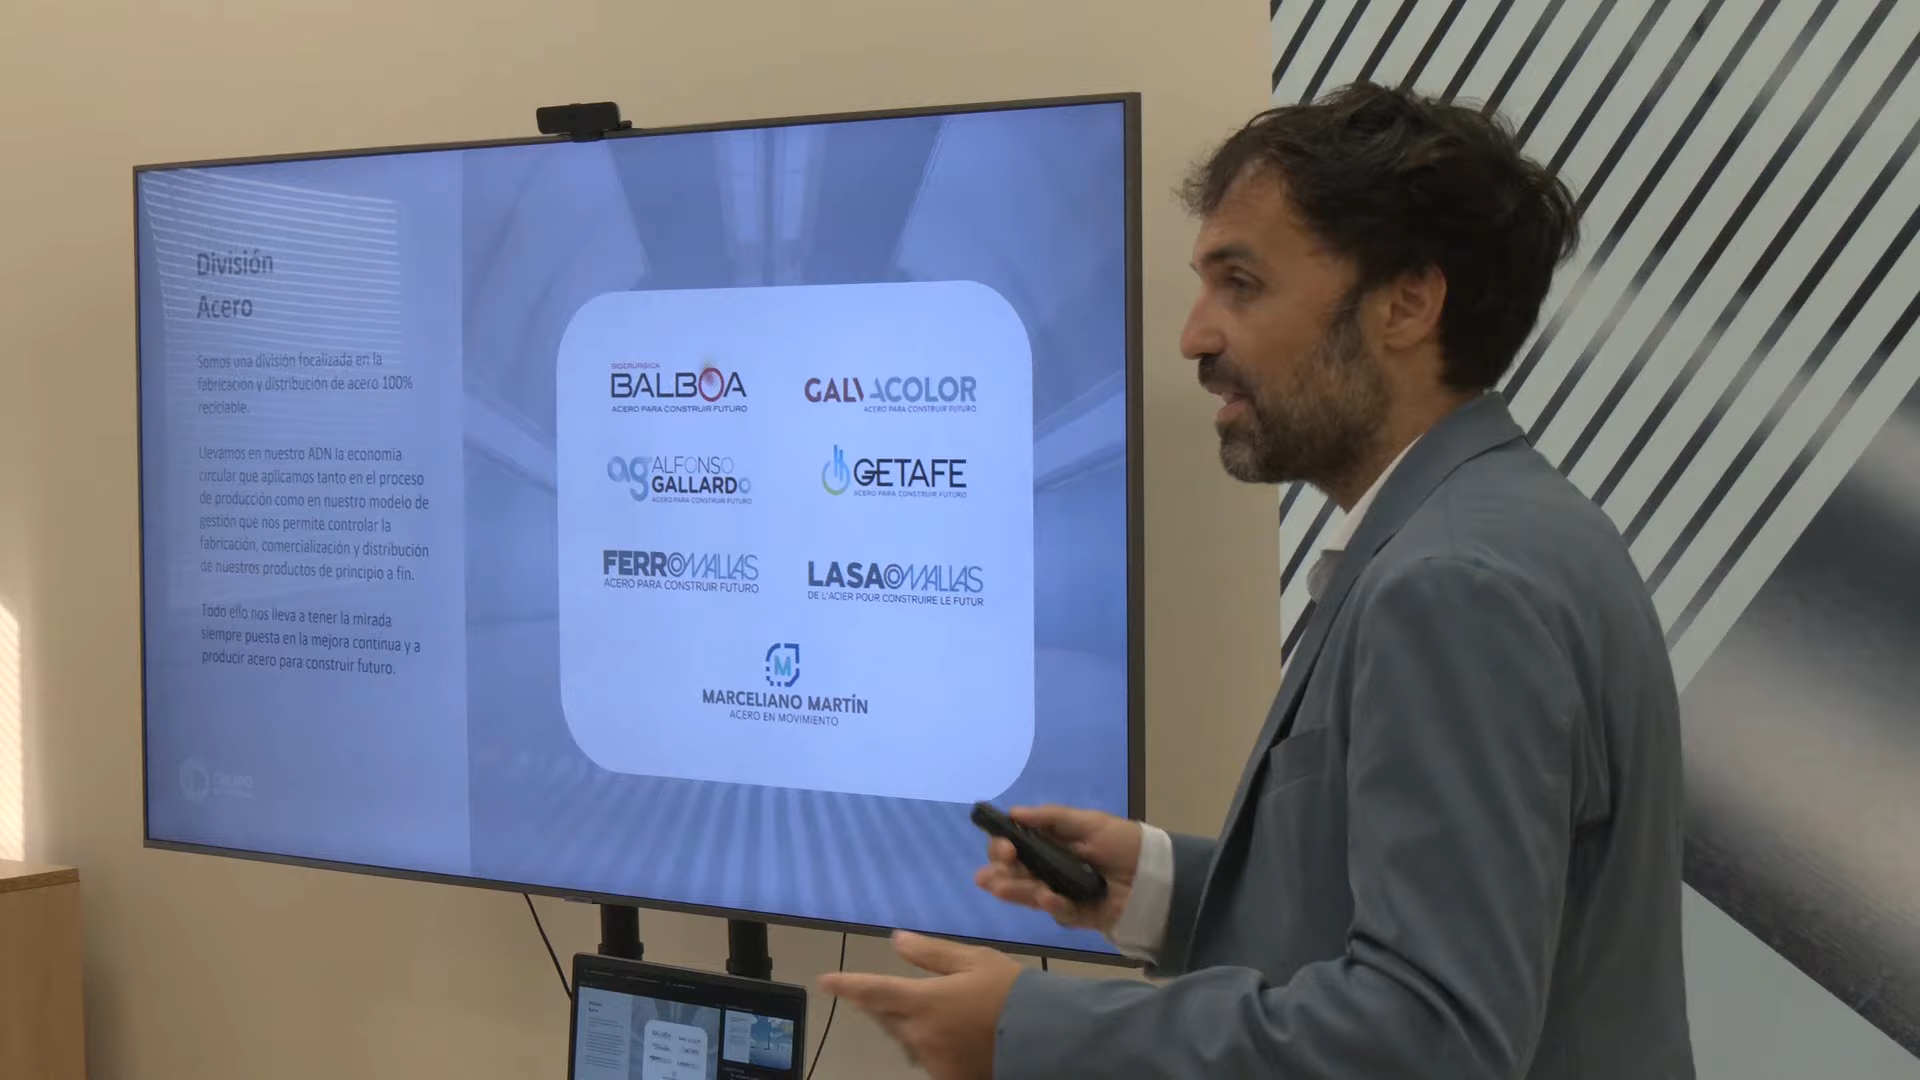 División
Acero
Somos una división focalizada en la
fabricación y distribución de acero 100%
reciclable.
Llevamos en nuestro ADN la economía
circular que aplicamos tanto en el proceso
de producción como en nuestro modelo de
gestión que nos permite controlar la
fabricación, comercialización y distribución
de nuestros productos de principio a fin.
Todo ello nos lleva a tener la mirada
siempre puesta en la mejora continua y a
producir acero para construir futuro.
GRUPO
SIDERÚRGICA
BALBOA
ACERO PARA CONSTRUIR FUTURO
GALVACOLOR
ACERO PARA CONSTRUIR FUTURO
ag ALFONSO
GALLARDO
ACERO PARA CONSTRUIR FUTURO
GETAFE
ACERO PARA CONSTRUIR FUTURO
FERROMALLAS
ACERO PARA CONSTRUIR FUTURO
LASAOMALLAS
DE L'ACIER POUR CONSTRUIRE LE FUTUR
M
MARCELIANO MARTÍN
ACERO EN MOVIMIENTO